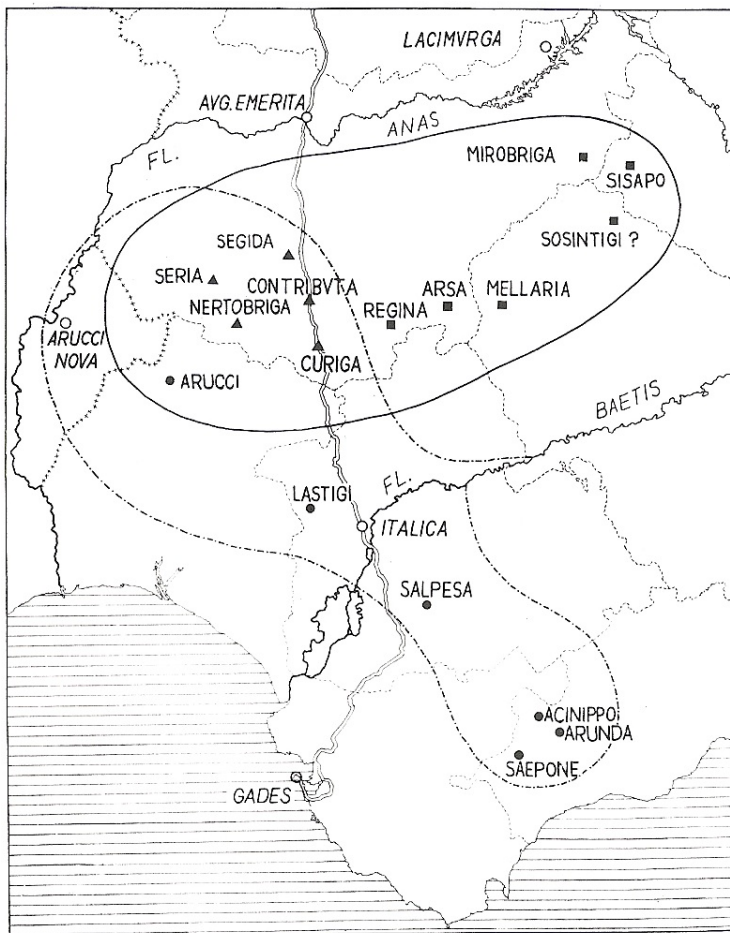 LACIMVRGA
AVG. EMERITA
ANAS
FL.
MIROBRIGA
SISAPO
SEGIDA
SOSINTIGI ?
SERIA
CONTRIBVTA
NERTOBRIGA
ARSA
MELLARIA
REGINA
ARUCCI
NOVA
CURIGA
ARUCCI
BAETIS
FL.
LASTIGI
ITALICA
SALPESA
ACINIPPO
ARUNDA
SAEPONE
GADES